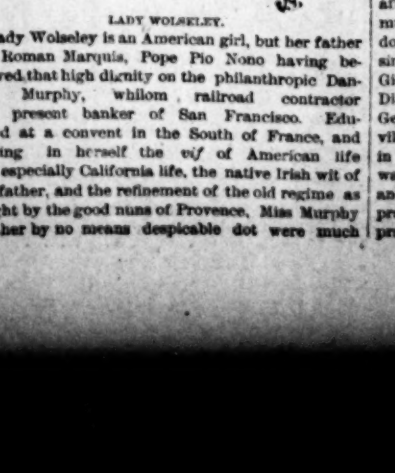 LADY WOLSELEY.
ady Wolseley is an American girl, but her father
Roman Marquis, Pope Pio Nono having be-
red that high dignity on the philanthropic Dan-
Murphy, whilom railroad contractor
present banker of San Francisco. Edu-
d at a convent in the South of France, and
ing in herself the vif of American life
especially California life, the native Irish wit of
father, and the refinement of the old regime as
ht by the good nuns of Provence, Miss Murphy
her by no means despicable dot were much